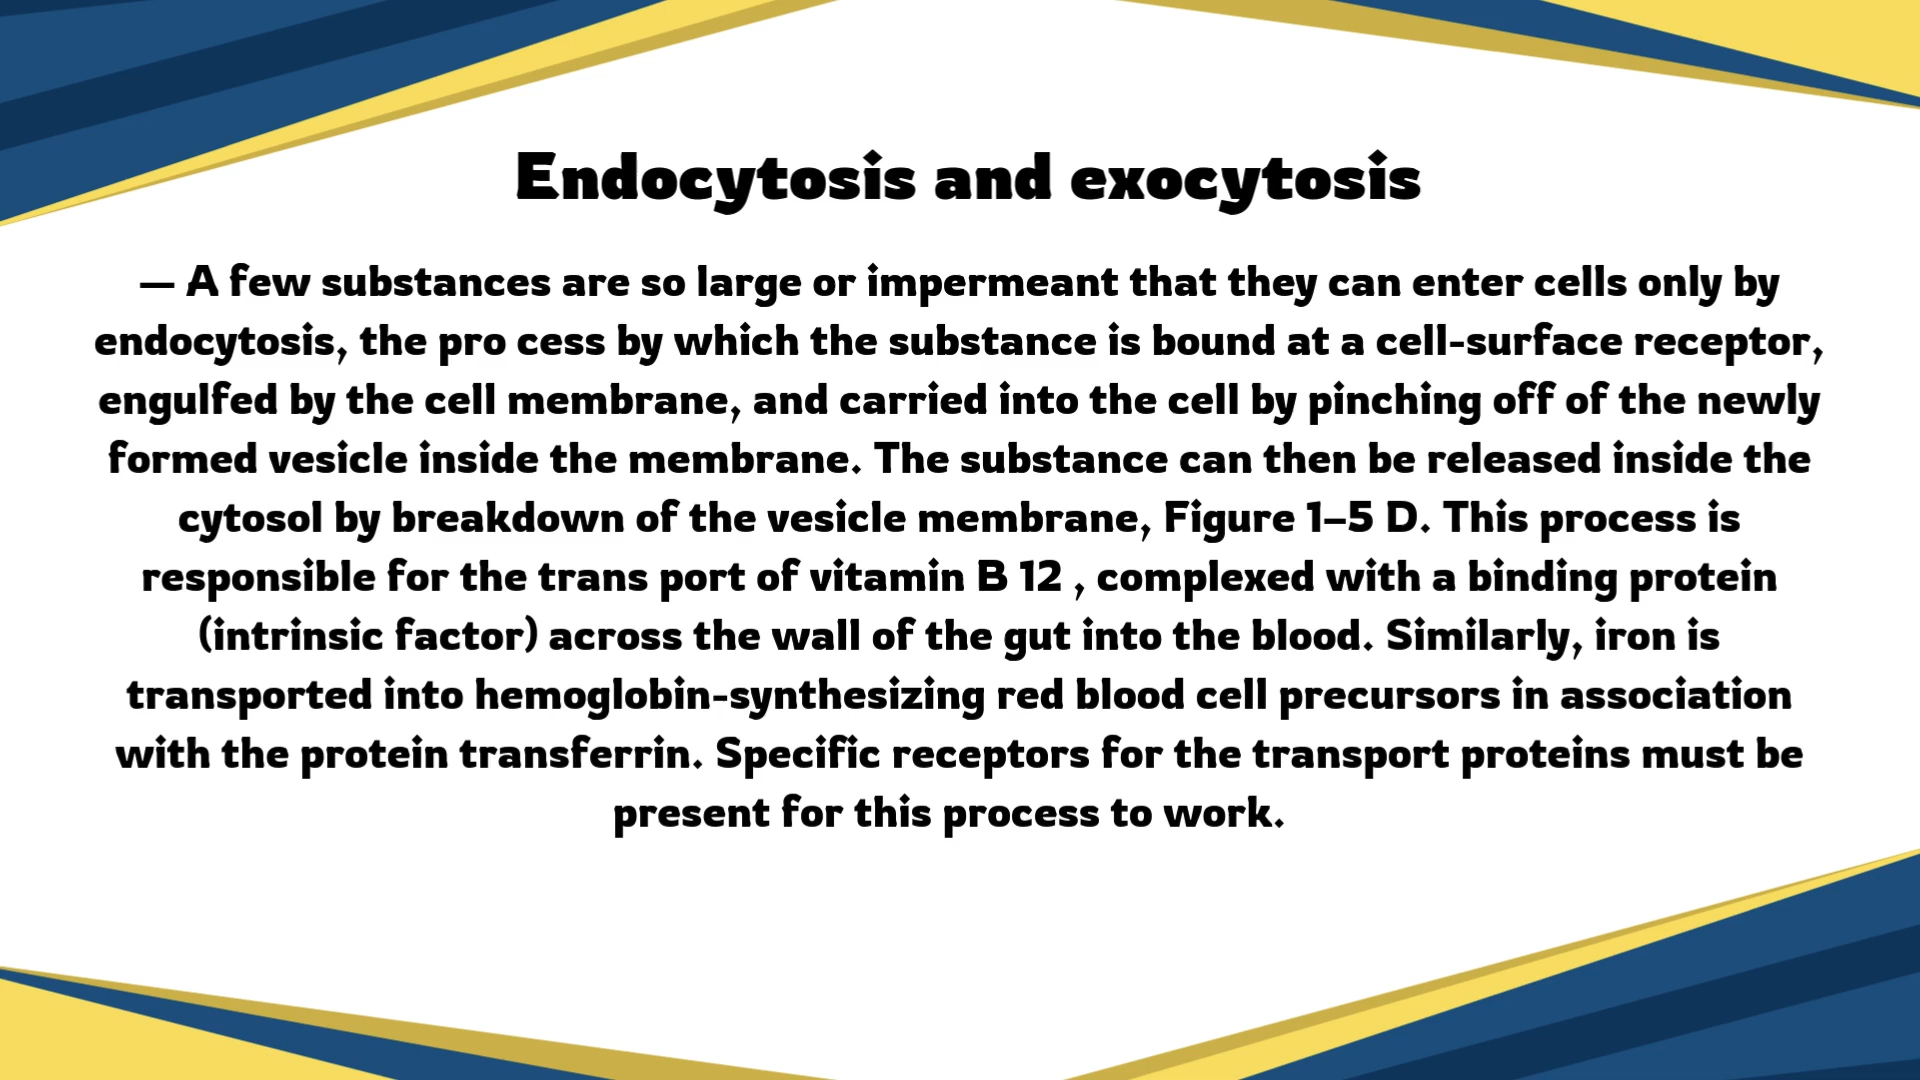 Endocytosis and exocytosis
— A few substances are so large or impermeant that they can enter cells only by
endocytosis, the pro cess by which the substance is bound at a cell-surface receptor,
engulfed by the cell membrane, and carried into the cell by pinching off of the newly
formed vesicle inside the membrane. The substance can then be released inside the
cytosol by breakdown of the vesicle membrane, Figure 1–5 D. This process is
responsible for the trans port of vitamin B 12 , complexed with a binding protein
(intrinsic factor) across the wall of the gut into the blood. Similarly, iron is
transported into hemoglobin-synthesizing red blood cell precursors in association
with the protein transferrin. Specific receptors for the transport proteins must be
present for this process to work.